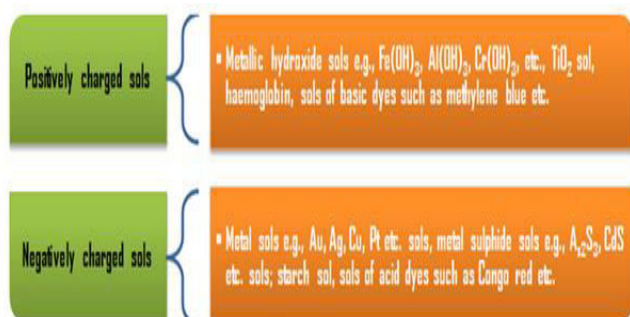 Positively charged sols
▪ Metallic hydroxide sols e.g., Fe(OH)₃, Al(OH)₃, Cr(OH)₃, etc., TiO₂ sol,
haemoglobin, sols of basic dyes such as methylene blue etc.
Negatively charged sols
▪ Metal sols e.g., Au, Ag, Cu, Pt etc. sols, metal sulphide sols e.g., Aₛ₂S₃, CdS
etc. sols; starch sol, sols of acid dyes such as Congo red etc.